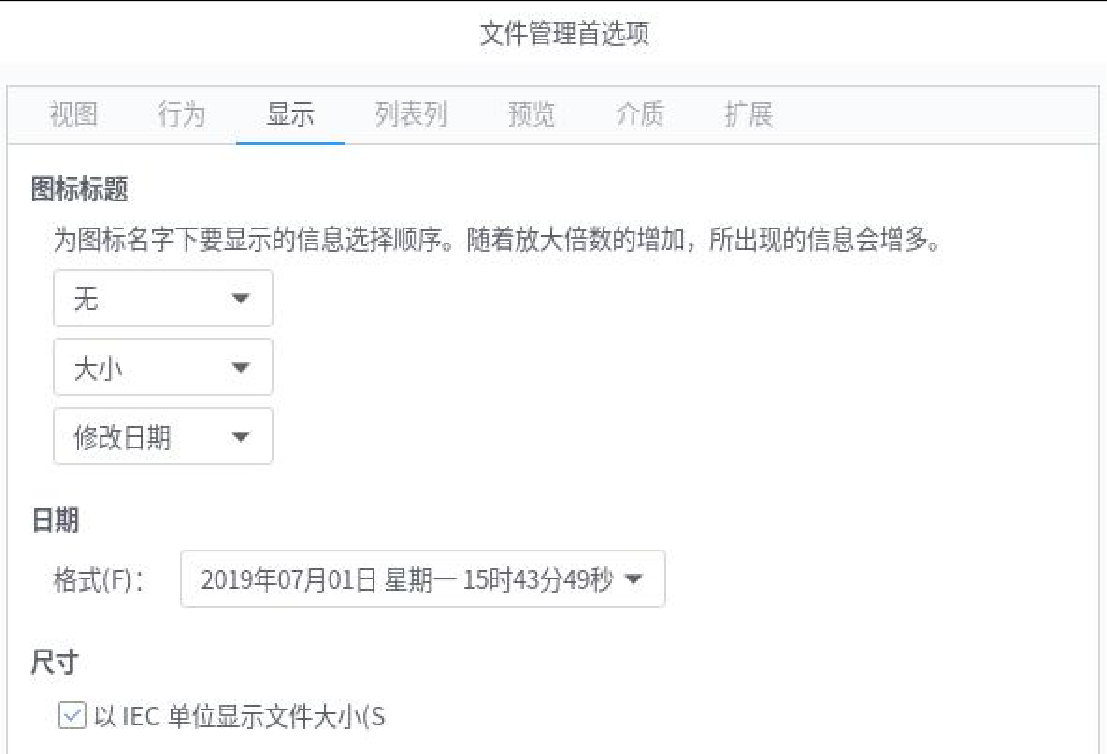 文件管理首选项
视图 行为 显示 列表列 预览 介质 扩展
图标标题
为图标名字下要显示的信息选择顺序。随着放大倍数的增加，所出现的信息会增多。
无
大小
修改日期
日期
格式(F)： 2019年07月01日 星期一 15时43分49秒
尺寸
以 IEC 单位显示文件大小(S